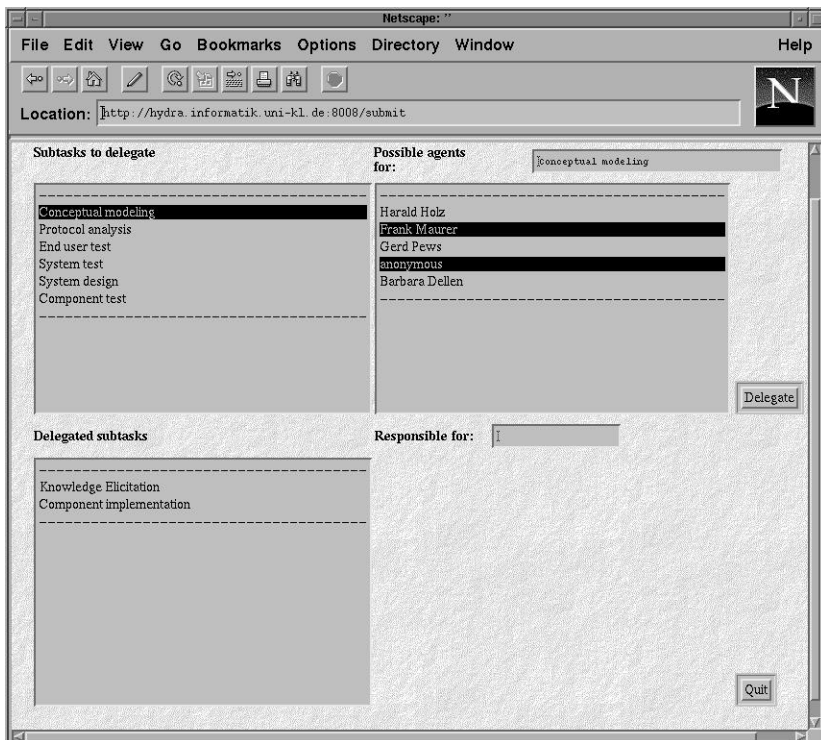 Netscape: ''
File Edit View Go Bookmarks Options Directory Window Help
N
Location: http://hydra.informatik.uni-kl.de:8008/submit
Subtasks to delegate
Possible agents
for:
conceptual modeling
Conceptual modeling
Protocol analysis
End user test
System test
System design
Component test
Harald Holz
Frank Maurer
Gerd Pews
anonymous
Barbara Dellen
Delegate
Delegated subtasks
Responsible for:
Knowledge Elicitation
Component implementation
Quit